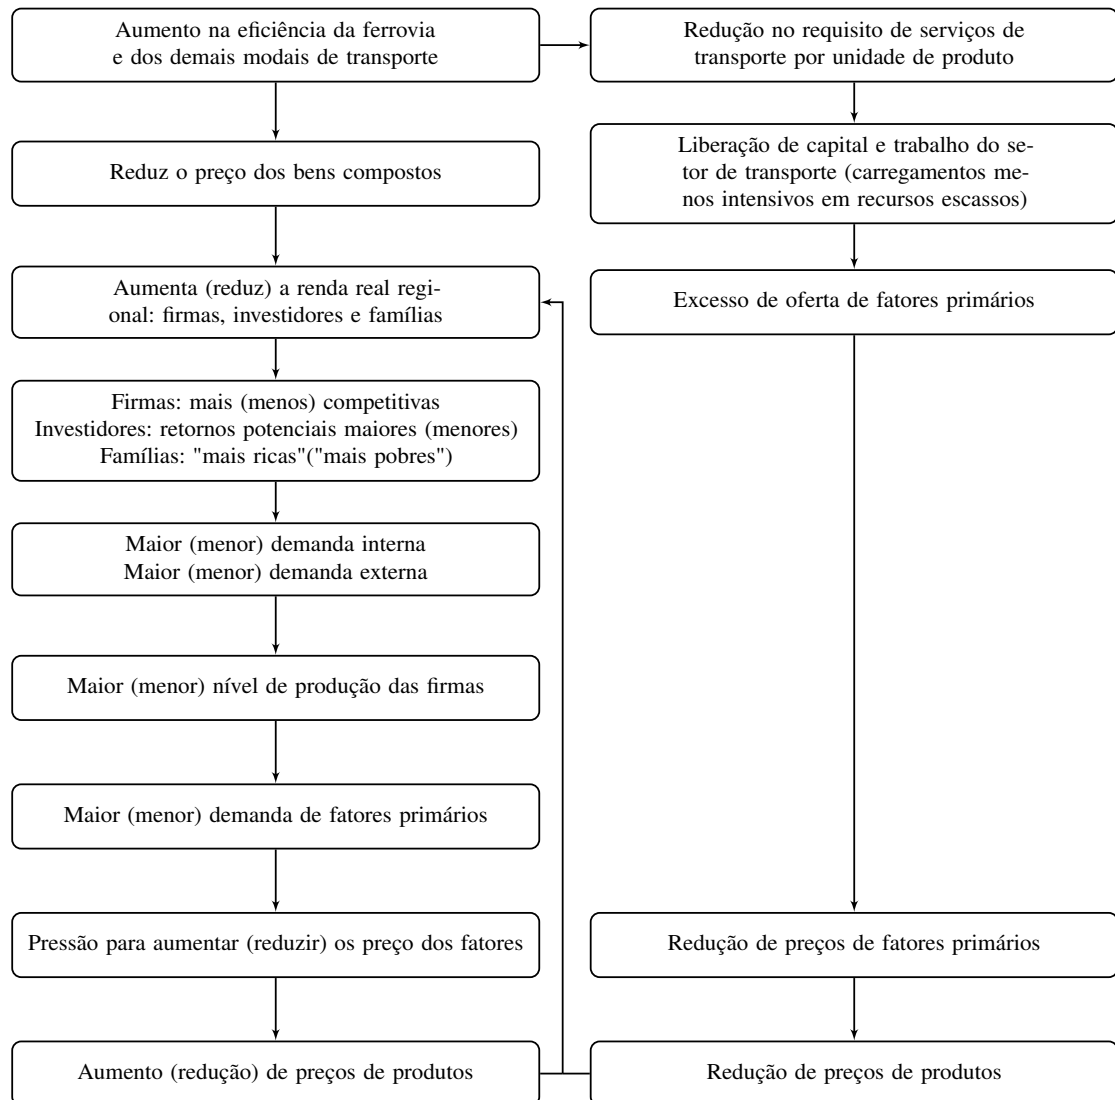 Aumento na eficiência da ferrovia
e dos demais modais de transporte
Redução no requisito de serviços de
transporte por unidade de produto
Reduz o preço dos bens compostos
Liberação de capital e trabalho do se-
tor de transporte (carregamentos me-
nos intensivos em recursos escassos)
Aumenta (reduz) a renda real regi-
onal: firmas, investidores e famílias
Excesso de oferta de fatores primários
Firmas: mais (menos) competitivas
Investidores: retornos potenciais maiores (menores)
Famílias: "mais ricas"("mais pobres")
Maior (menor) demanda interna
Maior (menor) demanda externa
Maior (menor) nível de produção das firmas
Maior (menor) demanda de fatores primários
Pressão para aumentar (reduzir) os preço dos fatores
Redução de preços de fatores primários
Aumento (redução) de preços de produtos
Redução de preços de produtos